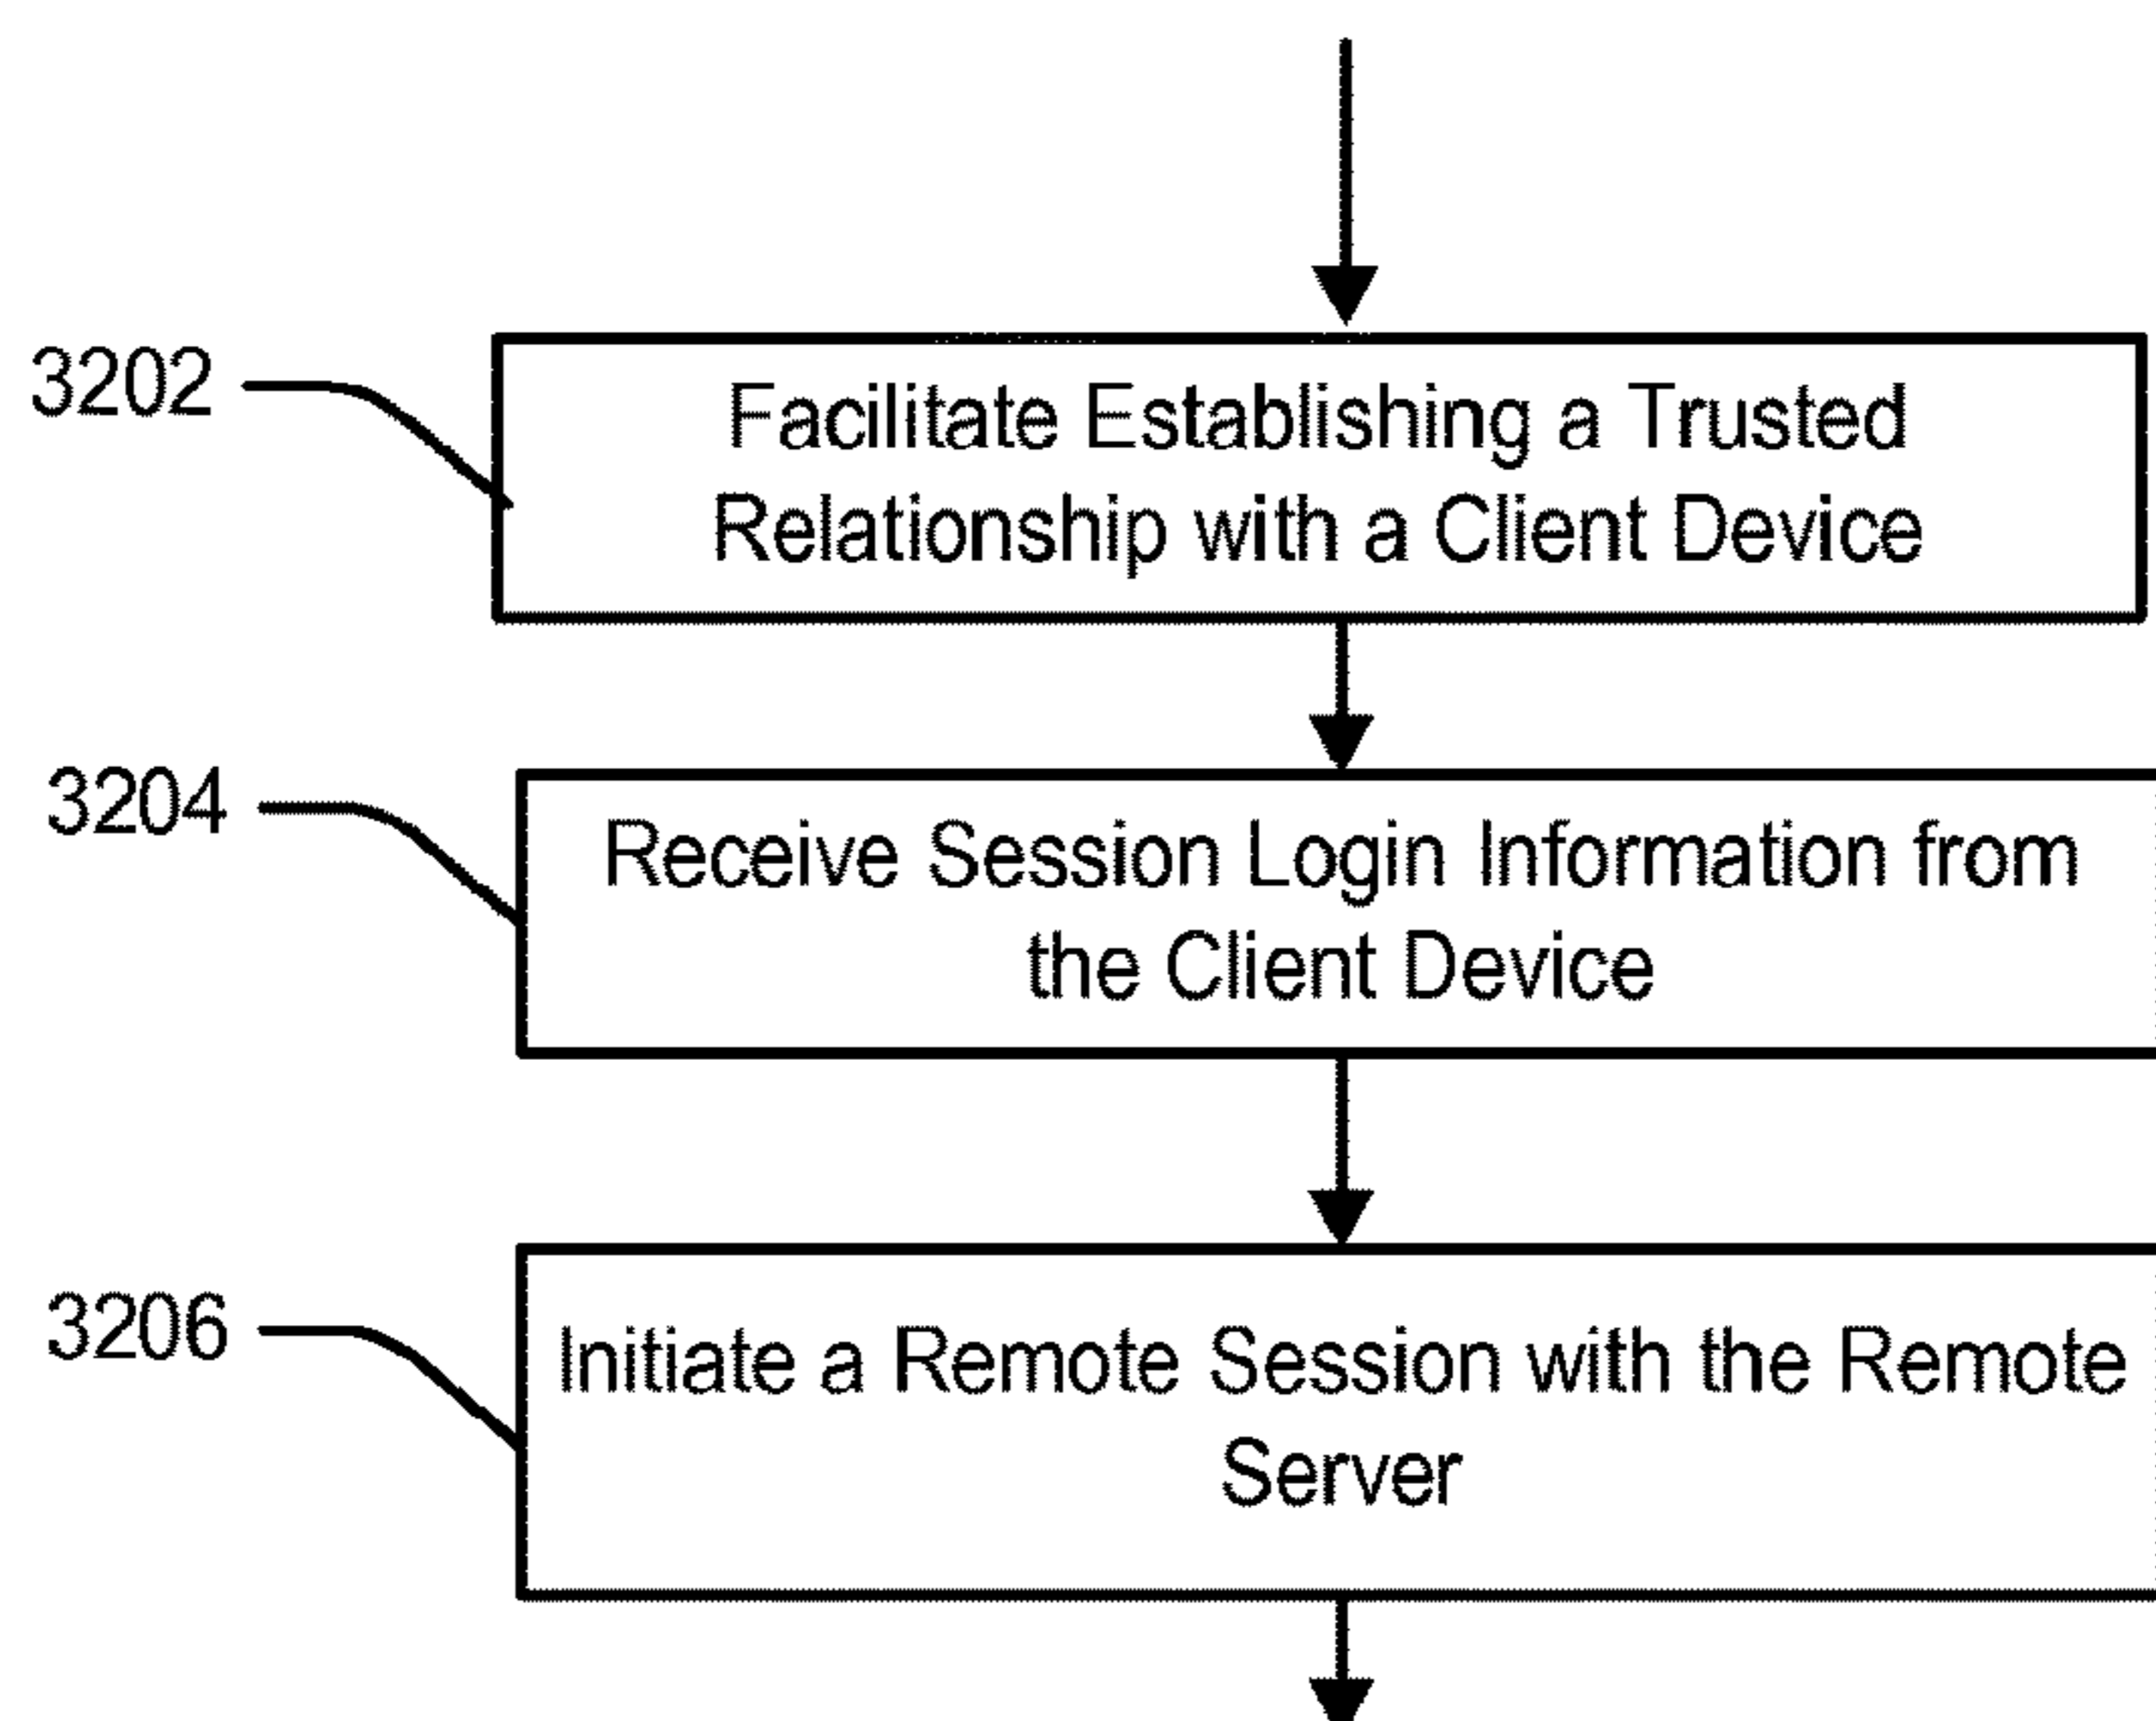 3202
Facilitate Establishing a Trusted
Relationship with a Client Device
3204
Receive Session Login Information from
the Client Device
3206
Initiate a Remote Session with the Remote
Server